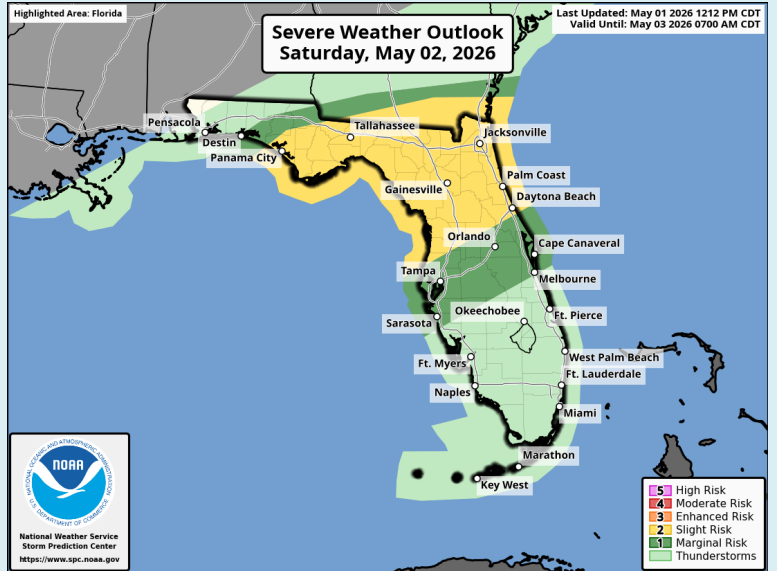 Highlighted Area: Florida
Severe Weather Outlook
Saturday, May 02, 2026
Last Updated: May 01 2026 1212 PM CDT
Valid Until: May 03 2026 0700 AM CDT
Pensacola
Destin
Panama City
Tallahassee
Jacksonville
Gainesville
Palm Coast
Daytona Beach
Orlando
Cape Canaveral
Tampa
Melbourne
Okeechobee
Ft. Pierce
Sarasota
West Palm Beach
Ft. Myers
Ft. Lauderdale
Naples
Miami
Marathon
Key West
NATIONAL OCEANIC AND ATMOSPHERIC ADMINISTRATION
NOAA
U.S. DEPARTMENT OF COMMERCE
National Weather Service
Storm Prediction Center
https://www.spc.noaa.gov
5 High Risk
4 Moderate Risk
3 Enhanced Risk
2 Slight Risk
1 Marginal Risk
Thunderstorms